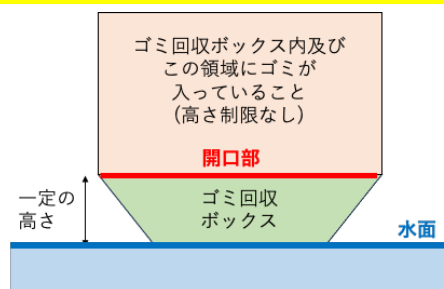 ゴミ回収ボックス内及び
この領域にゴミが
入っていること
(高さ制限なし)
開口部
一定の
高さ
ゴミ回収
ボックス
水面